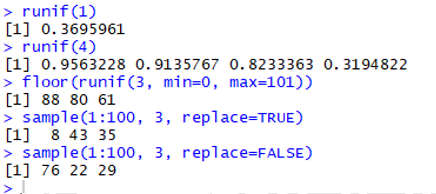 > runif(1)
[1] 0.3695961
> runif(4)
[1] 0.9563228 0.9135767 0.8233363 0.3194822
> floor(runif(3, min=0, max=101))
[1] 88 80 61
> sample(1:100, 3, replace=TRUE)
[1]  8 43 35
> sample(1:100, 3, replace=FALSE)
[1] 76 22 29
>